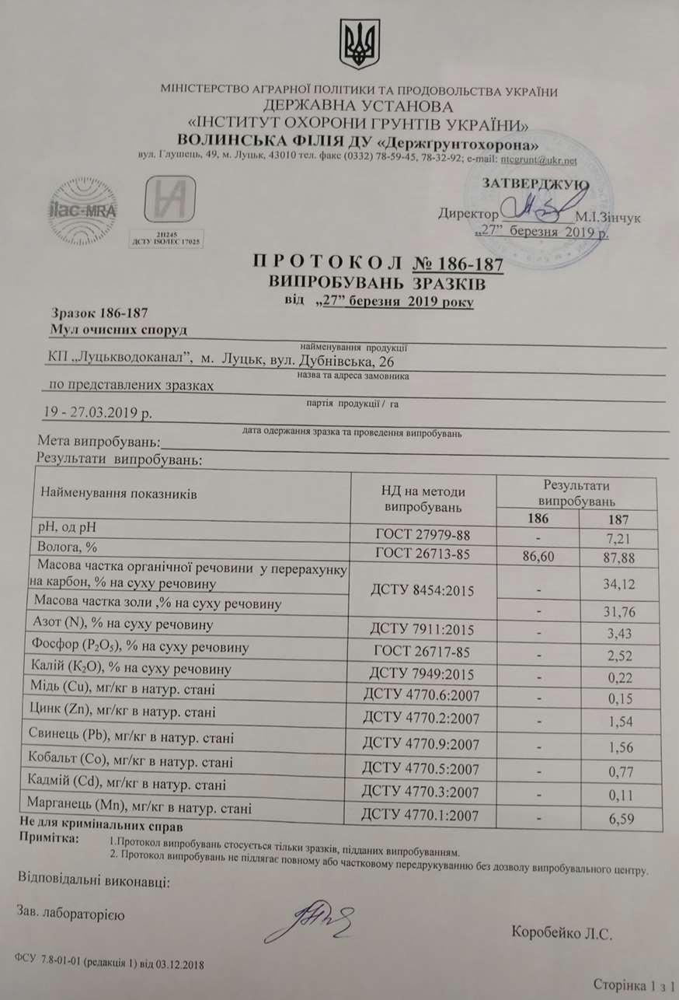 МІНІСТЕРСТВО АГРАРНОЇ ПОЛІТИКИ ТА ПРОДОВОЛЬСТВА УКРАЇНИ
ДЕРЖАВНА УСТАНОВА
«ІНСТИТУТ ОХОРОНИ ГРУНТІВ УКРАЇНИ»
ВОЛИНСЬКА ФІЛІЯ ДУ «Держґрунтохорона»
вул. Глушець, 49, м. Луцьк, 43010 тел. факс (0332) 78-59-45, 78-32-92; e-mail: ntcgrunt@ukr.net
ilac-MRA
2Н245
ДСТУ ISO/IEC 17025
ЗАТВЕРДЖУЮ
Директор М.І.Зінчук
„27” березня 2019 р.
П Р О Т О К О Л № 186-187
ВИПРОБУВАНЬ ЗРАЗКІВ
від „27” березня 2019 року
Зразок 186-187
Мул очисних споруд
найменування продукції
КП „Луцькводоканал”, м. Луцьк, вул. Дубнівська, 26
назва та адреса замовника
по представлених зразках
партія продукції / га
19 - 27.03.2019 р.
дата одержання зразка та проведення випробувань
Мета випробувань:
Результати випробувань:
Найменування показників НД на методи випробувань Результати випробувань
186 187
рН, од рН ГОСТ 27979-88 - 7,21
Волога, % ГОСТ 26713-85 86,60 87,88
Масова частка органічної речовини у перерахунку
на карбон, % на суху речовину ДСТУ 8454:2015 - 34,12
Масова частка золи ,% на суху речовину - 31,76
Азот (N), % на суху речовину ДСТУ 7911:2015 - 3,43
Фосфор (P₂O₅), % на суху речовину ГОСТ 26717-85 - 2,52
Калій (K₂O), % на суху речовину ДСТУ 7949:2015 - 0,22
Мідь (Cu), мг/кг в натур. стані ДСТУ 4770.6:2007 - 0,15
Цинк (Zn), мг/кг в натур. стані ДСТУ 4770.2:2007 - 1,54
Свинець (Pb), мг/кг в натур. стані ДСТУ 4770.9:2007 - 1,56
Кобальт (Co), мг/кг в натур. стані ДСТУ 4770.5:2007 - 0,77
Кадмій (Cd), мг/кг в натур. стані ДСТУ 4770.3:2007 - 0,11
Марганець (Mn), мг/кг в натур. стані ДСТУ 4770.1:2007 - 6,59
Не для кримінальних справ
Примітка: 1.Протокол випробувань стосується тільки зразків, підданих випробуванням.
2. Протокол випробувань не підлягає повному або частковому передрукуванню без дозволу випробувального центру.
Відповідальні виконавці:
Зав. лабораторією Коробейко Л.С.
ФСУ 7.8-01-01 (редакція 1) від 03.12.2018
Сторінка 1 з 1